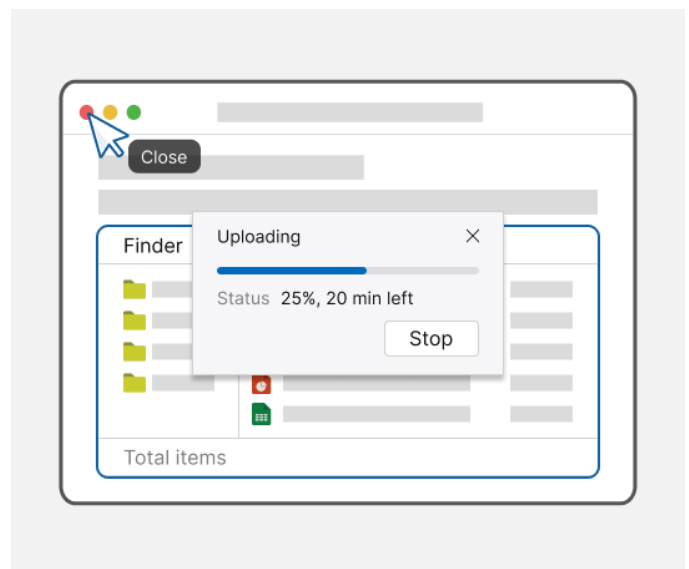 Close
Finder
Uploading
Status 25%, 20 min left
Stop
Total items